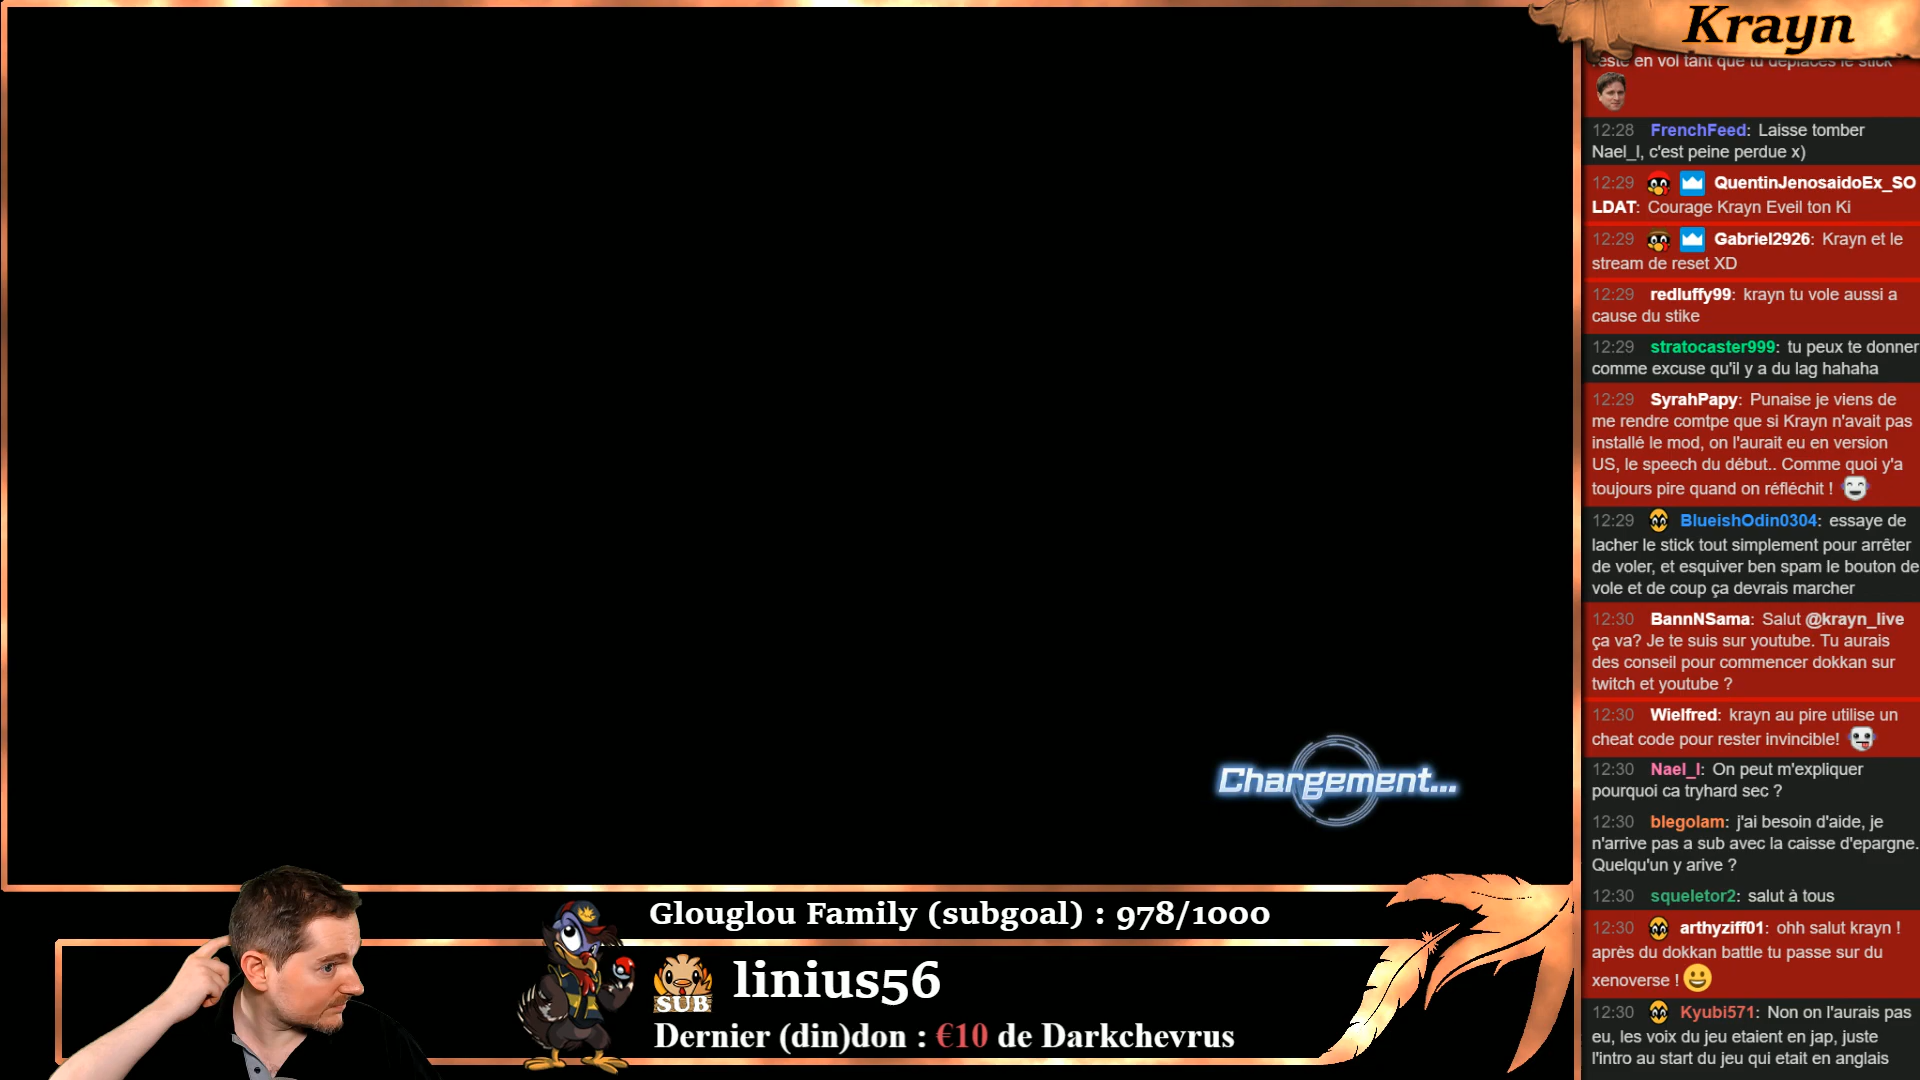 Krayn
reste en vol tant que tu déplaces le stick
12:28 FrenchFeed: Laisse tomber
Nael_l, c'est peine perdue x)
12:29 QuentinJenosaidoEx_SO
LDAT: Courage Krayn Eveil ton Ki
12:29 Gabriel2926: Krayn et le
stream de reset XD
12:29 redluffy99: krayn tu vole aussi a
cause du stike
12:29 stratocaster999: tu peux te donner
comme excuse qu'il y a du lag hahaha
12:29 SyrahPapy: Punaise je viens de
me rendre comtpe que si Krayn n'avait pas
installé le mod, on l'aurait eu en version
US, le speech du début.. Comme quoi y'a
toujours pire quand on réfléchit !
12:29 BlueishOdin0304: essaye de
lacher le stick tout simplement pour arrêter
de voler, et esquiver ben spam le bouton de
vole et de coup ça devrais marcher
12:30 BannNSama: Salut @krayn_live
ça va? Je te suis sur youtube. Tu aurais
des conseil pour commencer dokkan sur
twitch et youtube ?
12:30 Wielfred: krayn au pire utilise un
cheat code pour rester invincible!
12:30 Nael_l: On peut m'expliquer
pourquoi ca tryhard sec ?
12:30 blegolam: j'ai besoin d'aide, je
n'arrive pas a sub avec la caisse d'epargne.
Quelqu'un y arive ?
12:30 squeletor2: salut à tous
12:30 arthyziff01: ohh salut krayn !
après du dokkan battle tu passe sur du
xenoverse !
12:30 Kyubi571: Non on l'aurais pas
eu, les voix du jeu etaient en jap, juste
l'intro au start du jeu qui etait en anglais
Chargement...
Glouglou Family (subgoal) : 978/1000
SUB linius56
Dernier (din)don : €10 de Darkchevrus